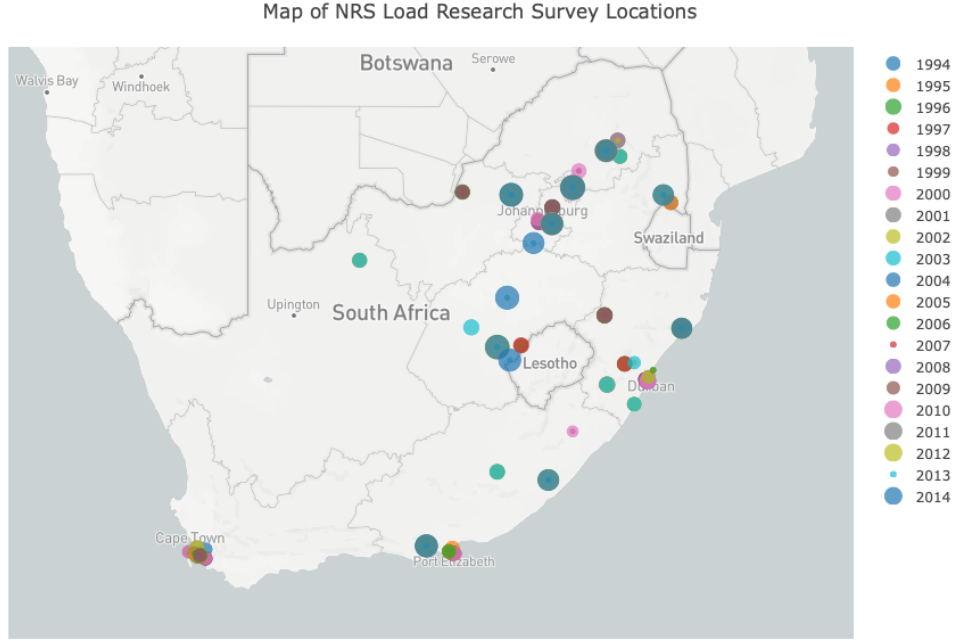 Map of NRS Load Research Survey Locations
Botswana
Serowe
Walvis Bay
Windhoek
Johannesburg
Swaziland
Upington
South Africa
Lesotho
Durban
Cape Town
Port Elizabeth
1994
1995
1996
1997
1998
1999
2000
2001
2002
2003
2004
2005
2006
2007
2008
2009
2010
2011
2012
2013
2014